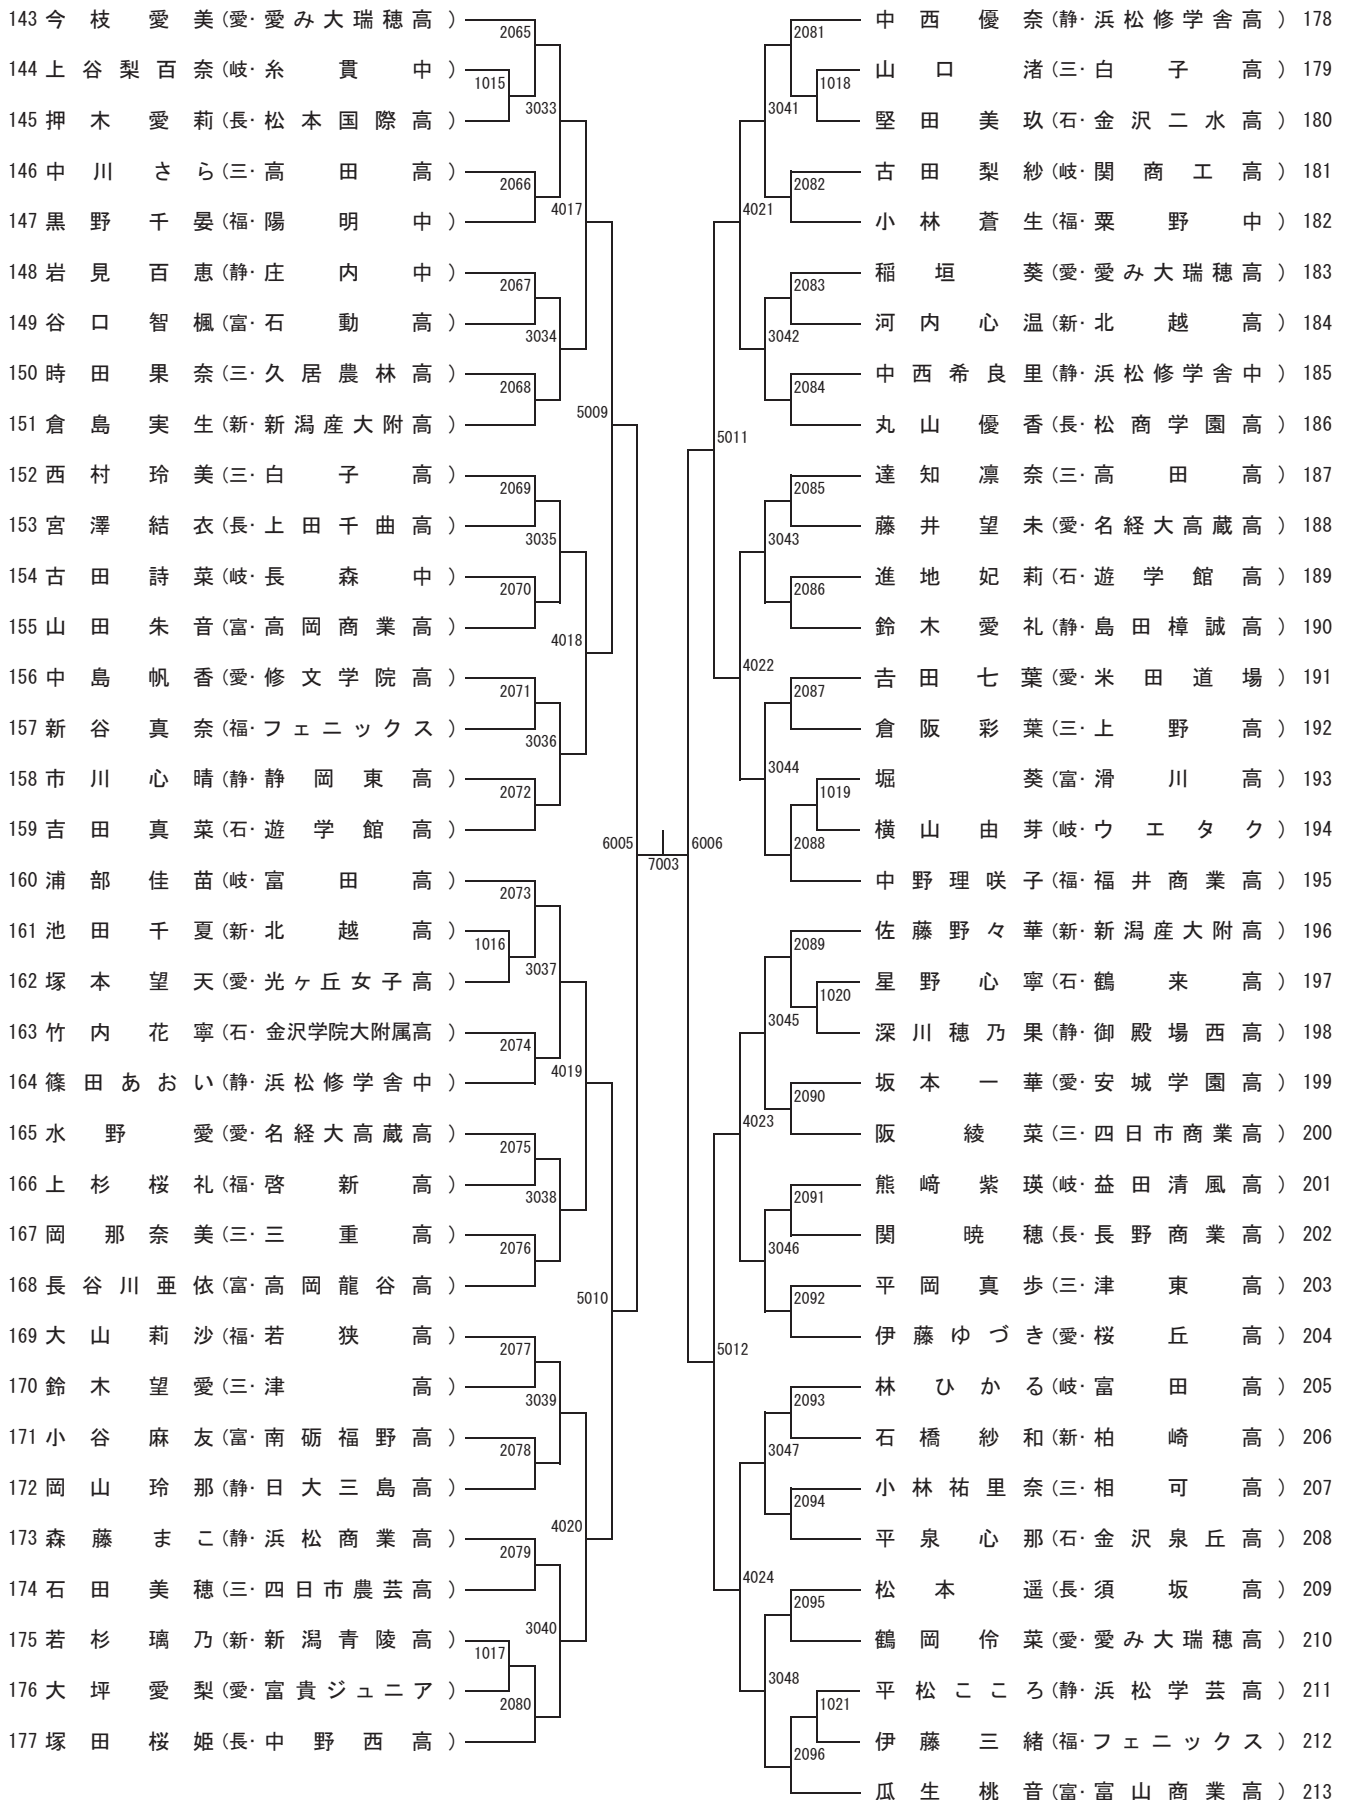 143 今枝愛美 (愛・愛み大瑞穂高)
144 上谷梨百奈 (岐・糸貫中)
145 押木愛莉 (長・松本国際高)
146 中川さら (三・高田高)
147 黒野千晏 (福・陽明中)
148 岩見百恵 (静・庄内中)
149 谷口智楓 (富・石動高)
150 時田果奈 (三・久居農林高)
151 倉島実生 (新・新潟産大附高)
152 西村玲美 (三・白子高)
153 宮澤結衣 (長・上田千曲高)
154 古田詩菜 (岐・長森中)
155 山田朱音 (富・高岡商業高)
156 中島帆香 (愛・修文学院高)
157 新谷真奈 (福・フェニックス)
158 市川心晴 (静・静岡東高)
159 吉田真菜 (石・遊学館高)
160 浦部佳苗 (岐・富田高)
161 池田千夏 (新・北越高)
162 塚本望天 (愛・光ヶ丘女子高)
163 竹内花寧 (石・金沢学院大附属高)
164 篠田あおい (静・浜松修学舎中)
165 水野愛 (愛・名経大高蔵高)
166 上杉桜礼 (福・啓新高)
167 岡那奈美 (三・三重高)
168 長谷川亜依 (富・高岡龍谷高)
169 大山莉沙 (福・若狭高)
170 鈴木望愛 (三・津高)
171 小谷麻友 (富・南砺福野高)
172 岡山玲那 (静・日大三島高)
173 森藤まこ (静・浜松商業高)
174 石田美穂 (三・四日市農芸高)
175 若杉璃乃 (新・新潟青陵高)
176 大坪愛梨 (愛・富貴ジュニア)
177 塚田桜姫 (長・中野西高)
2065
1015
3033
2066
4017
2067
3034
2068
5009
2069
3035
2070
4018
2071
3036
2072
6005
2073
1016
3037
2074
4019
2075
3038
2076
5010
2077
3039
2078
4020
2079
3040
1017
2080
7003
6006
2081
1018
3041
2082
4021
2083
3042
2084
5011
2085
3043
2086
4022
2087
3044
1019
2088
2089
1020
3045
2090
4023
2091
3046
2092
5012
2093
3047
2094
4024
2095
3048
1021
2096
中西優奈 (静・浜松修学舎高) 178
山口渚 (三・白子高) 179
堅田美玖 (石・金沢二水高) 180
古田梨紗 (岐・関商工高) 181
小林蒼生 (福・粟野中) 182
稲垣葵 (愛・愛み大瑞穂高) 183
河内心温 (新・北越高) 184
中西希良里 (静・浜松修学舎中) 185
丸山優香 (長・松商学園高) 186
達知凛奈 (三・高田高) 187
藤井望未 (愛・名経大高蔵高) 188
進地妃莉 (石・遊学館高) 189
鈴木愛礼 (静・島田樟誠高) 190
𠮷田七葉 (愛・米田道場) 191
倉阪彩葉 (三・上野高) 192
堀葵 (富・滑川高) 193
横山由芽 (岐・ウエタク) 194
中野理咲子 (福・福井商業高) 195
佐藤野々華 (新・新潟産大附高) 196
星野心寧 (石・鶴来高) 197
深川穂乃果 (静・御殿場西高) 198
坂本一華 (愛・安城学園高) 199
阪綾菜 (三・四日市商業高) 200
熊﨑紫瑛 (岐・益田清風高) 201
関暁穂 (長・長野商業高) 202
平岡真歩 (三・津東高) 203
伊藤ゆづき (愛・桜丘高) 204
林ひかる (岐・富田高) 205
石橋紗和 (新・柏崎高) 206
小林祐里奈 (三・相可高) 207
平泉心那 (石・金沢泉丘高) 208
松本遥 (長・須坂高) 209
鶴岡伶菜 (愛・愛み大瑞穂高) 210
平松こころ (静・浜松学芸高) 211
伊藤三緒 (福・フェニックス) 212
瓜生桃音 (富・富山商業高) 213